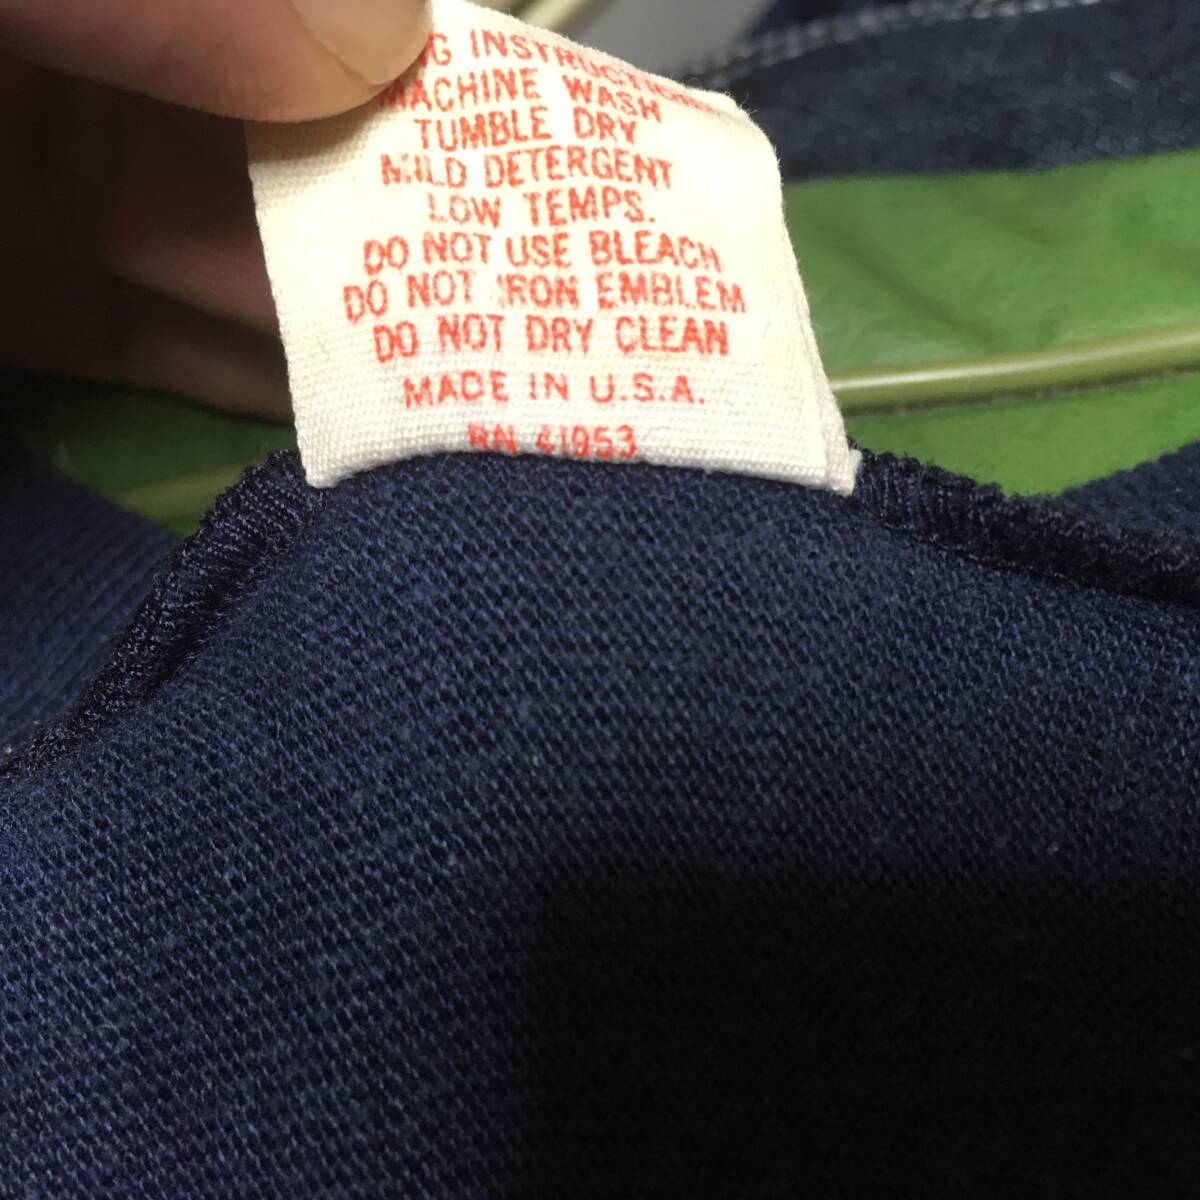 G INSTRUCTIONS
MACHINE WASH
TUMBLE DRY
MILD DETERGENT
LOW TEMPS.
DO NOT USE BLEACH
DO NOT IRON EMBLEM
DO NOT DRY CLEAN
MADE IN U.S.A.
RN 41953